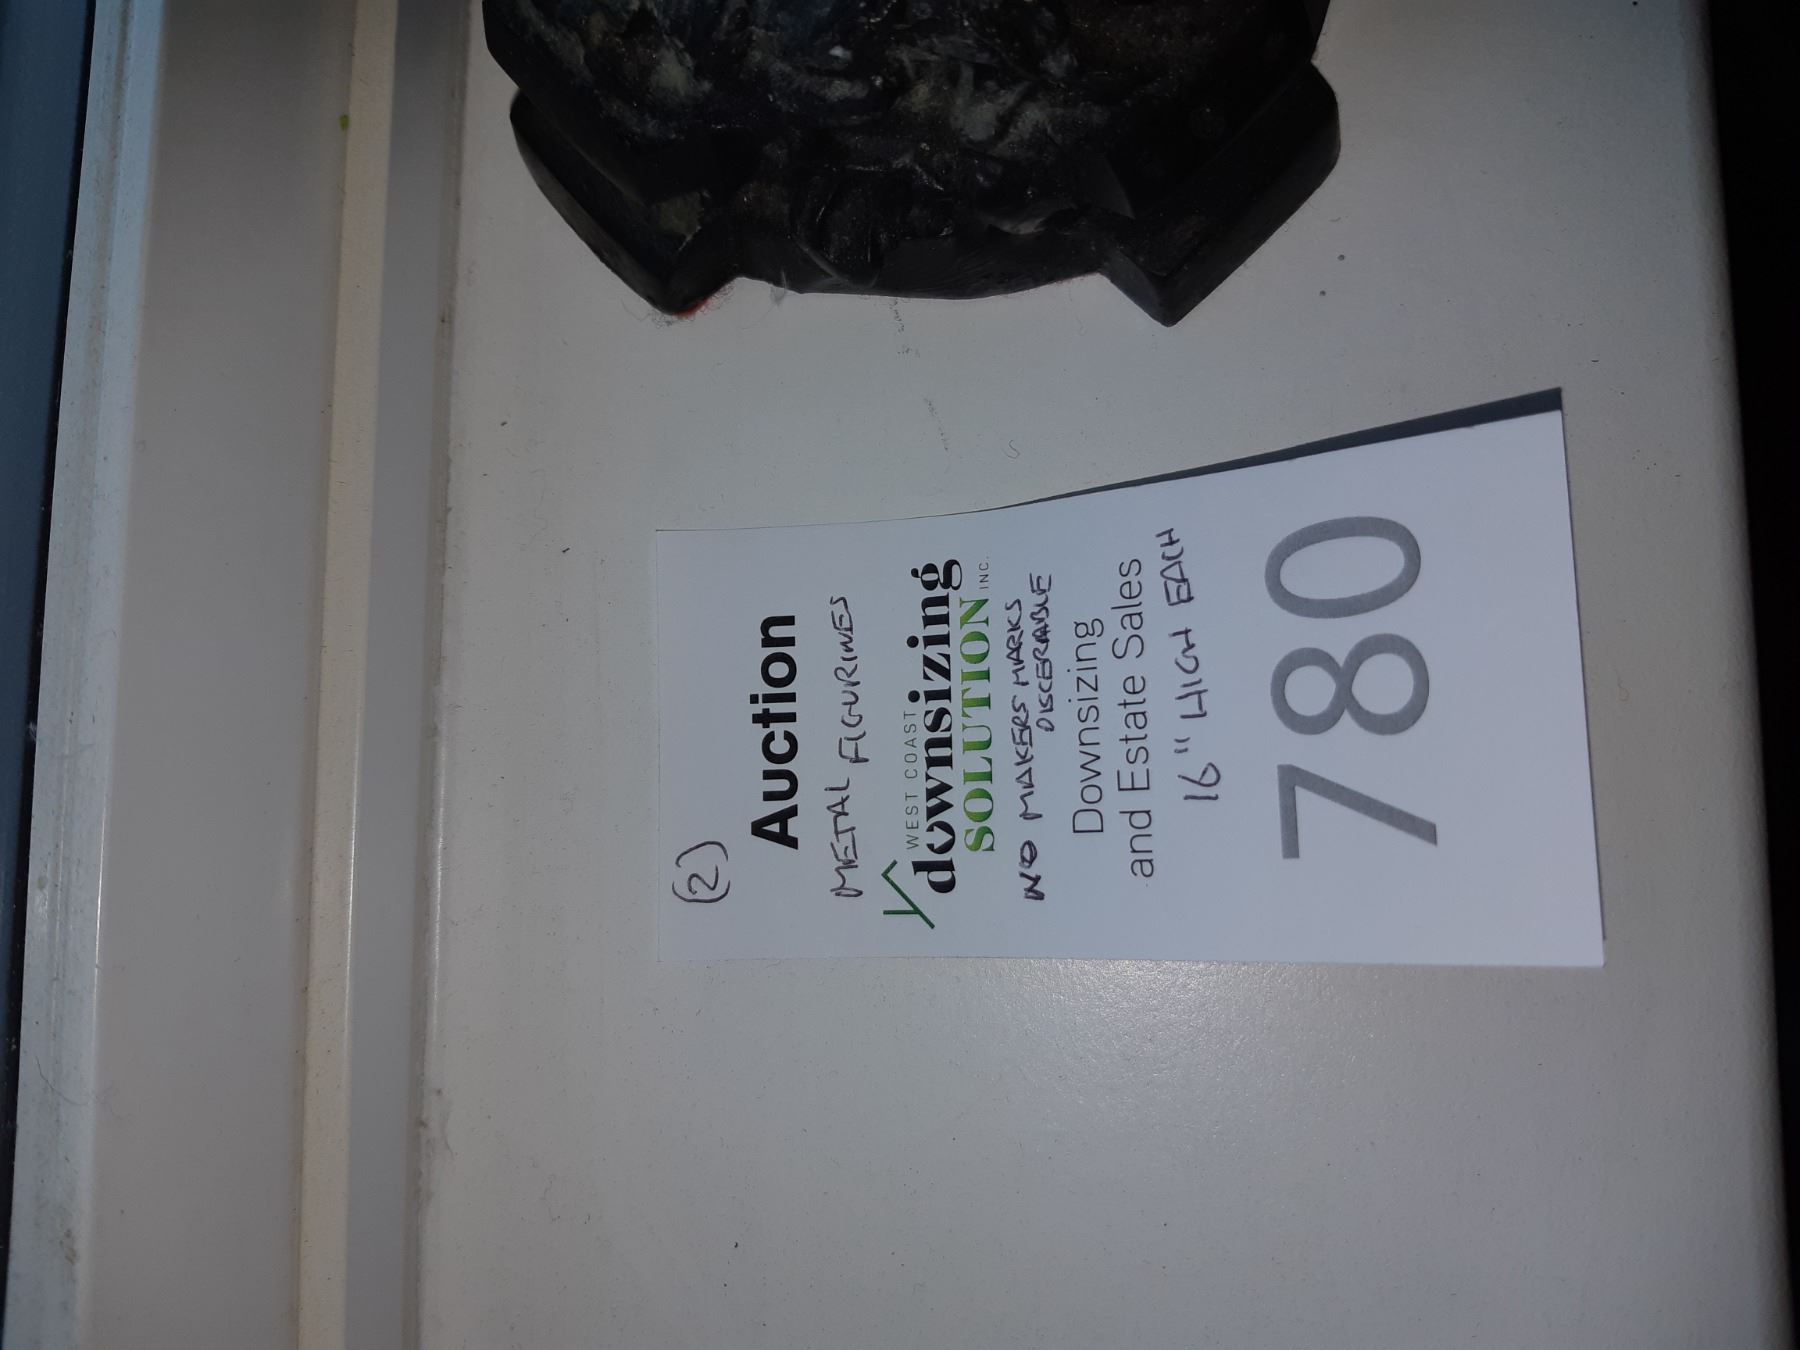 (2)
Auction
METAL FIGURINES
WEST COAST
downsizing
SOLUTION INC.
NO MAKERS MARKS
DISCERABLE
Downsizing
and Estate Sales
16" HIGH EACH
780